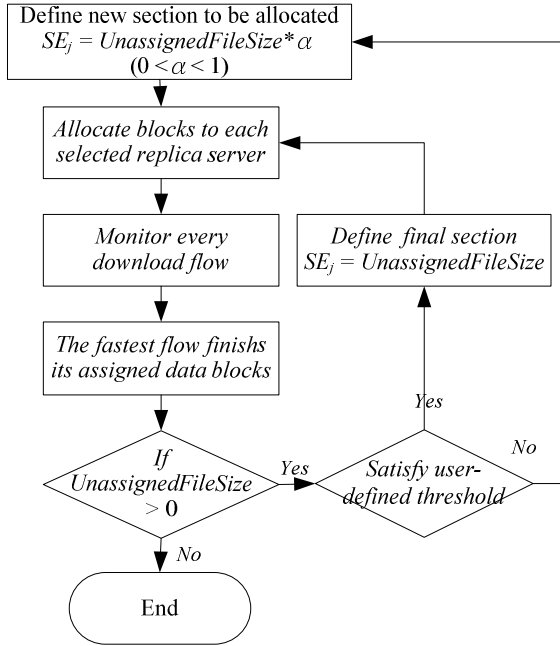 Define new section to be allocated
SEj = UnassignedFileSize* α
(0 < α < 1)
Allocate blocks to each
selected replica server
Monitor every
download flow
Define final section
SEj = UnassignedFileSize
The fastest flow finishs
its assigned data blocks
Yes
If
UnassignedFileSize
> 0
Yes
Satisfy user-
defined threshold
No
No
End